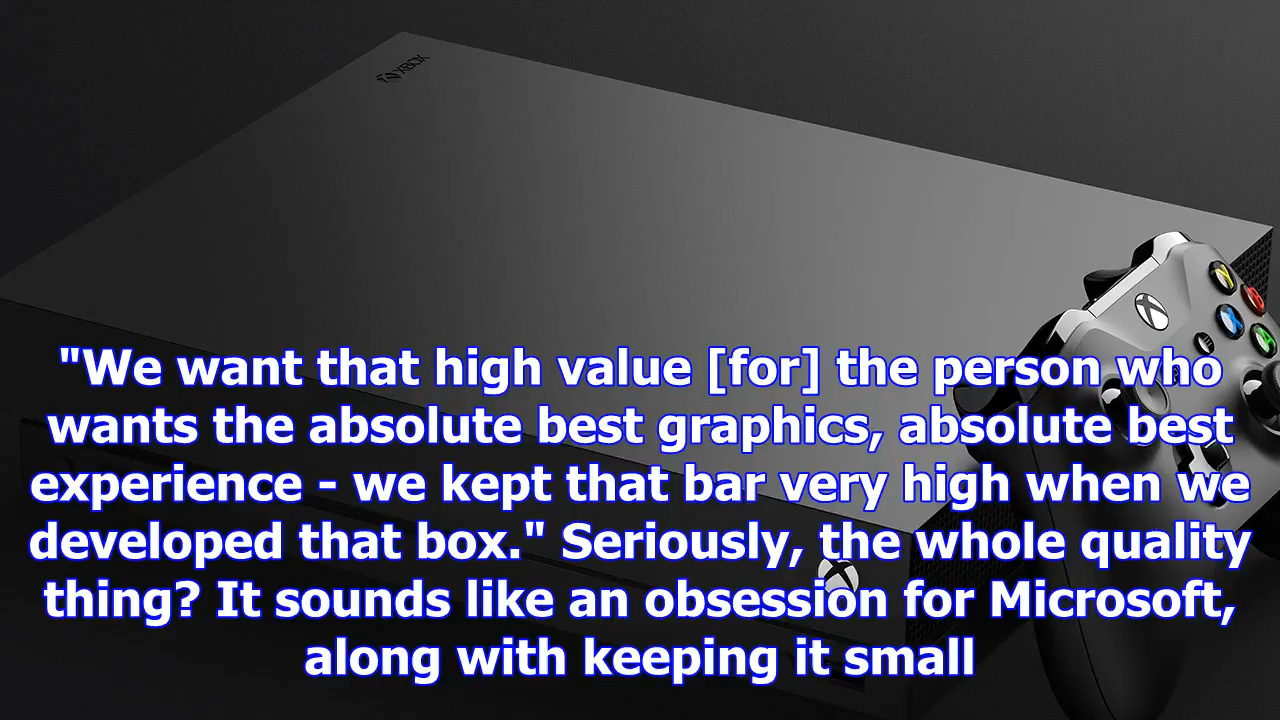 XBOX
"We want that high value [for] the person who
wants the absolute best graphics, absolute best
experience - we kept that bar very high when we
developed that box." Seriously, the whole quality
thing? It sounds like an obsession for Microsoft,
along with keeping it small
Y
B
X
A